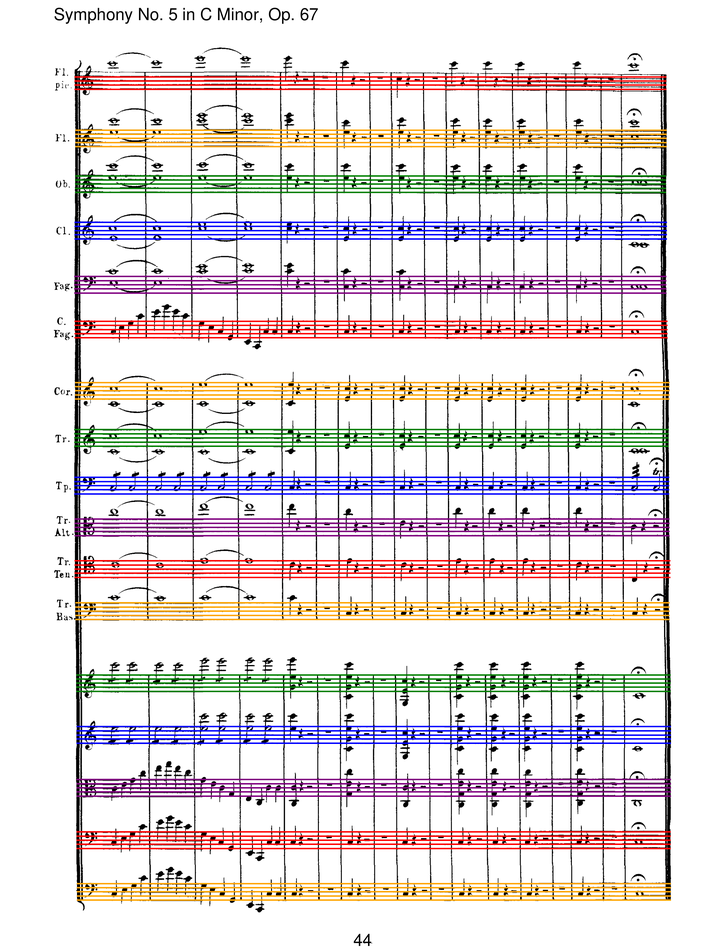 Symphony No. 5 in C Minor, Op. 67
Fl.
pic.
Fl.
Ob.
Cl.
Fag.
C.
Fag.
Cor.
Tr.
Tp.
tr.
Tr.
Alt.
Tr.
Ten.
Tr.
Bas.
44